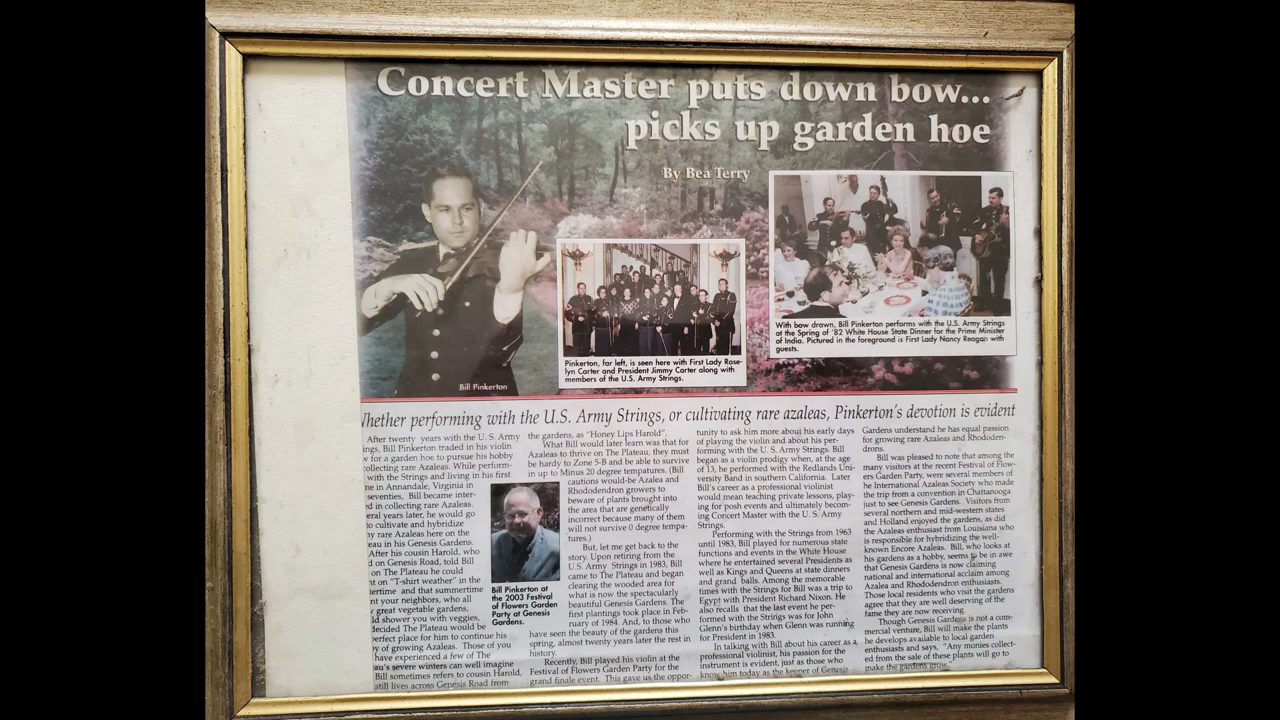 Concert Master puts down bow...
picks up garden hoe
By Bea Terry
Bill Pinkerton
Pinkerton, far left, is seen here with First Lady Rose-
lyn Carter and President Jimmy Carter along with
members of the U.S. Army Strings.
With bow drawn, Bill Pinkerton performs with the U.S. Army Strings
at the Spring of '82 White House State Dinner for the Prime Minister
of India. Pictured in the foreground is First Lady Nancy Reagan with
guests.
Whether performing with the U.S. Army Strings, or cultivating rare azaleas, Pinkerton's devotion is evident
After twenty years with the U. S. Army
ings, Bill Pinkerton traded in his violin
w for a garden hoe to pursue his hobby
collecting rare Azaleas. While perform-
with the Strings and living in his first
ne in Annandale, Virginia in
seventies, Bill became inter-
ed in collecting rare Azaleas.
eral years later, he would go
to cultivate and hybridize
ny rare Azaleas here on the
eau in his Genesis Gardens.
After his cousin Harold, who
d on Genesis Road, told Bill
on The Plateau he could
nt on "T-shirt weather" in the
ertime and that summertime
nt your neighbors, who all
great vegetable gardens,
ld shower you with veggies,
decided The Plateau would be
erfect place for him to continue his
y of growing Azaleas. Those of you
have experienced a few of The
au's severe winters can well imagine
Bill sometimes refers to cousin Harold,
still lives across Genesis Road from
the gardens, as "Honey Lips Harold".
What Bill would later learn was that for
Azaleas to thrive on The Plateau, they must
be hardy to Zone 5-B and be able to survive
in up to Minus 20 degree tempatures. (Bill
cautions would-be Azalea and
Rhododendron growers to
beware of plants brought into
the area that are genetically
incorrect because many of them
will not survive 0 degree tempa-
tures.)
But, let me get back to the
story. Upon retiring from the
U.S. Army Strings in 1983, Bill
came to The Plateau and began
clearing the wooded area for
what is now the spectacularly
beautiful Genesis Gardens. The
first plantings took place in Feb-
ruary of 1984. And, to those who
have seen the beauty of the gardens this
spring, almost twenty years later the rest in
history.
Recently, Bill played his violin at the
Festival of Flowers Garden Party for the
grand finale event. This gave us the oppor-
Bill Pinkerton at
the 2003 Festival
of Flowers Garden
Party at Genesis
Gardens.
tunity to ask him more about his early days
of playing the violin and about his per-
forming with the U.S. Army Strings. Bill
began as a violin prodigy when, at the age
of 13, he performed with the Redlands Uni-
versity Band in southern California. Later
Bill's career as a professional violinist
would mean teaching private lessons, play-
ing for posh events and ultimately becom-
ing Concert Master with the U. S. Army
Strings.
Performing with the Strings from 1963
until 1983, Bill played for numerous state
functions and events in the White House
where he entertained several Presidents as
well as Kings and Queens at state dinners
and grand balls. Among the memorable
times with the Strings for Bill was a trip to
Egypt with President Richard Nixon. He
also recalls that the last event he per-
formed with the Strings was for John
Glenn's birthday when Glenn was running
for President in 1983.
In talking with Bill about his career as a
professional violinist, his passion for the
instrument is evident, just as those who
know him today as the keeper of Genesis
Gardens understand he has equal passion
for growing rare Azaleas and Rhododen-
drons.
Bill was pleased to note that among the
many visitors at the recent Festival of Flow-
ers Garden Party, were several members of
he International Azaleas Society who made
the trip from a convention in Chattanooga
just to see Genesis Gardens. Visitors from
several northern and mid-western states
and Holland enjoyed the gardens, as did
the Azaleas enthusiast from Louisiana who
is responsible for hybridizing the well-
known Encore Azaleas. Bill, who looks at
his gardens as a hobby, seems to be in awe
that Genesis Gardens is now claiming
national and international acclaim among
Azalea and Rhododendron enthusiasts.
Those local residents who visit the gardens
agree that they are well deserving of the
fame they are now receiving.
Though Genesis Gardens is not a com-
mercial venture, Bill will make the plants
he develops available to local garden
enthusiasts and says, "Any monies collect-
ed from the sale of these plants will go to
make the gardens grow."